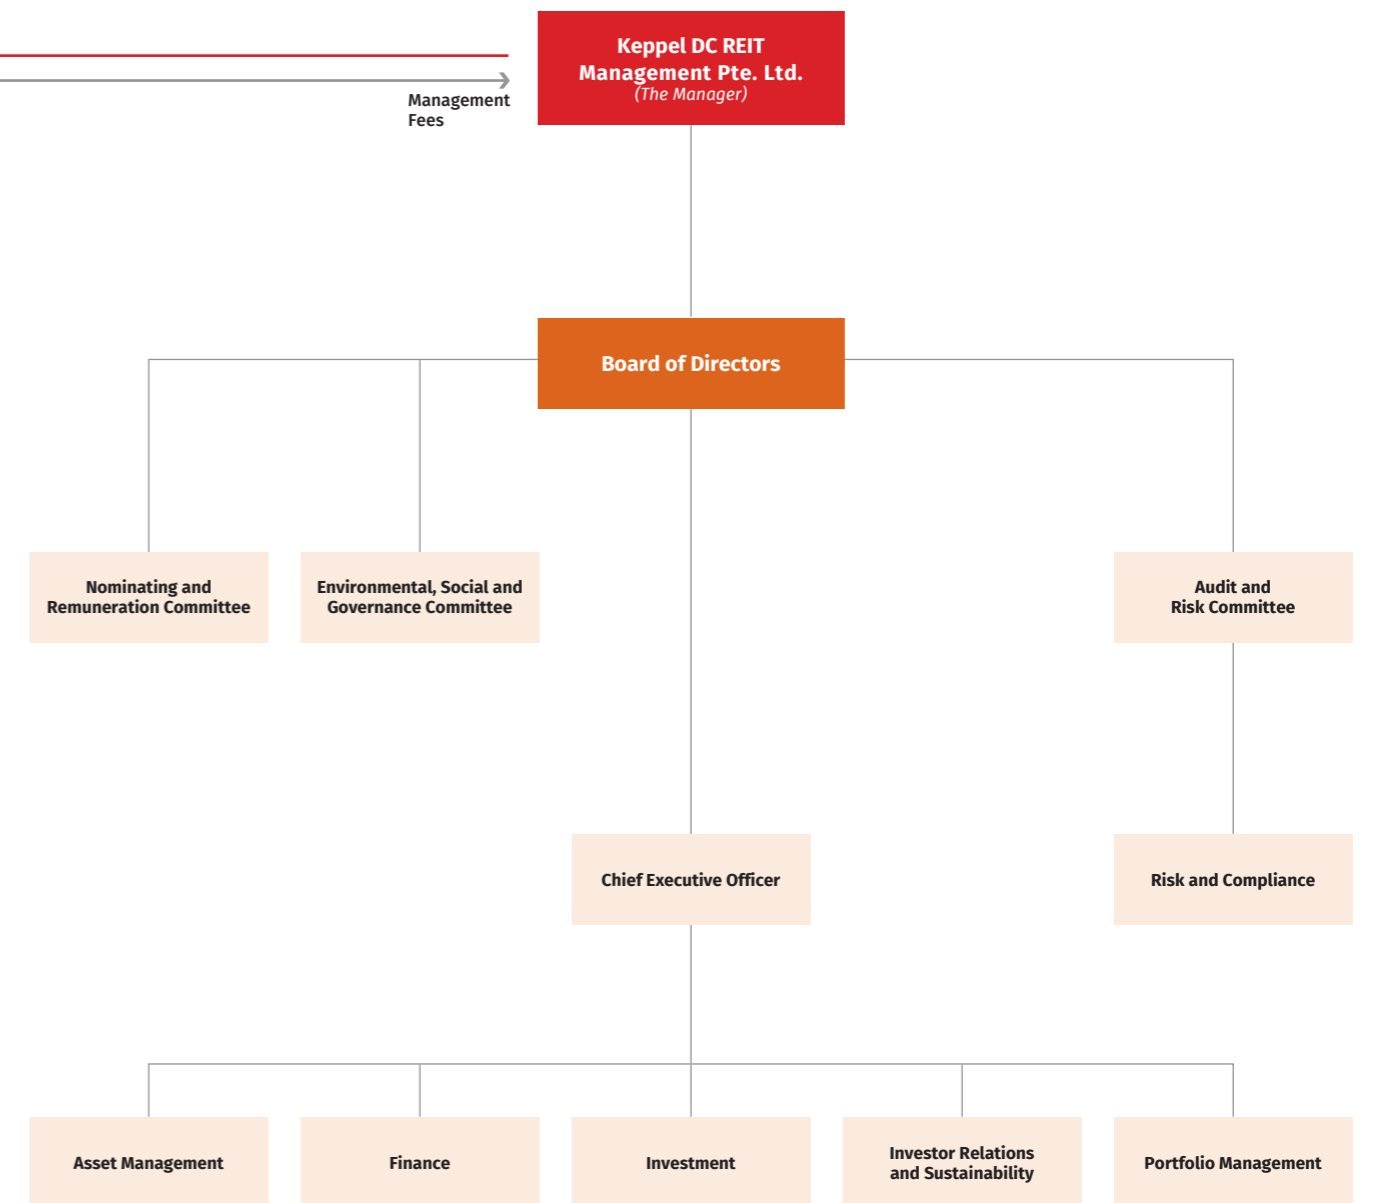 Keppel DC REIT
Management Pte. Ltd.
(The Manager)
Management
Fees
Board of Directors
Nominating and
Remuneration Committee
Environmental, Social and
Governance Committee
Audit and
Risk Committee
Chief Executive Officer
Risk and Compliance
Asset Management
Finance
Investment
Investor Relations
and Sustainability
Portfolio Management